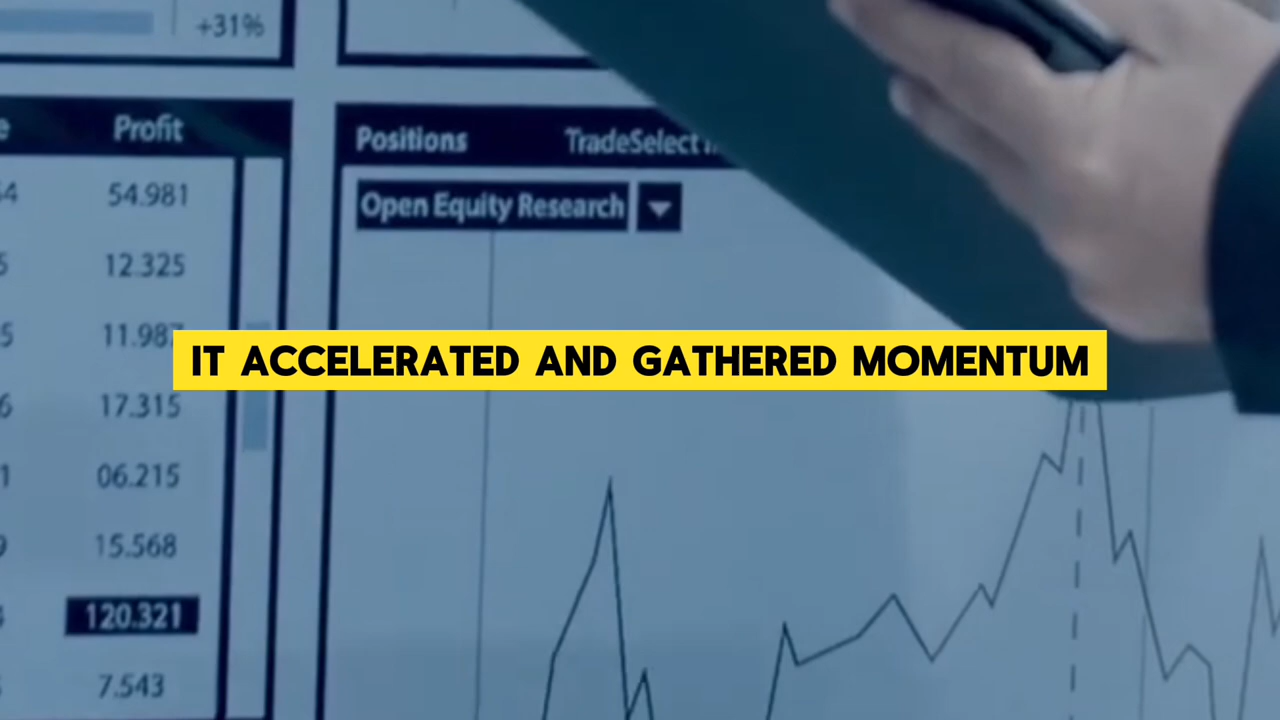 +31%
Profit
54.981
12.325
11.987
17.315
06.215
15.568
120.321
7.543
Positions TradeSelect
Open Equity Research
IT ACCELERATED AND GATHERED MOMENTUM